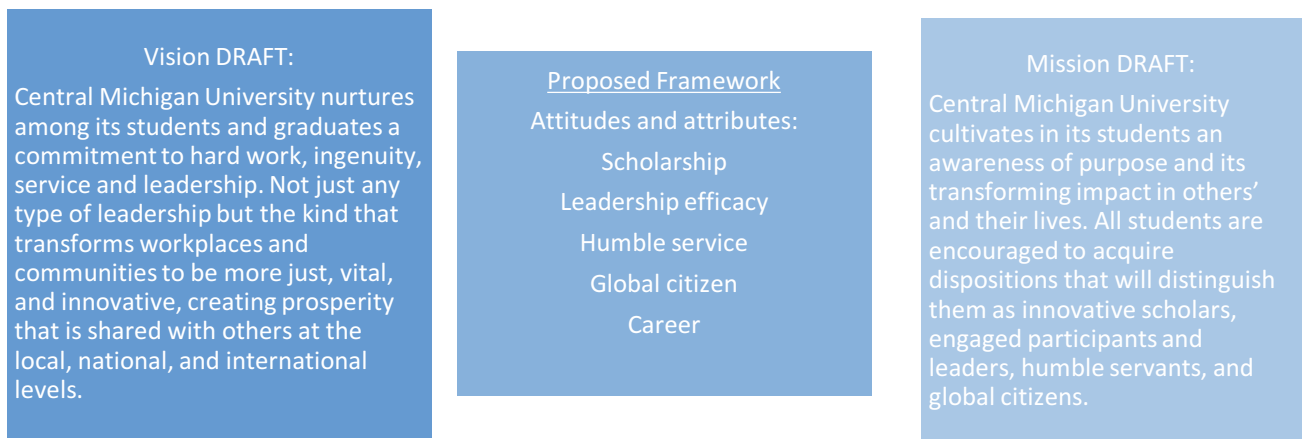 Vision DRAFT:
Central Michigan University nurtures
among its students and graduates a
commitment to hard work, ingenuity,
service and leadership. Not just any
type of leadership but the kind that
transforms workplaces and
communities to be more just, vital,
and innovative, creating prosperity
that is shared with others at the
local, national, and international
levels.
Proposed Framework
Attitudes and attributes:
Scholarship
Leadership efficacy
Humble service
Global citizen
Career
Mission DRAFT:
Central Michigan University
cultivates in its students an
awareness of purpose and its
transforming impact in others’
and their lives. All students are
encouraged to acquire
dispositions that will distinguish
them as innovative scholars,
engaged participants and
leaders, humble servants, and
global citizens.